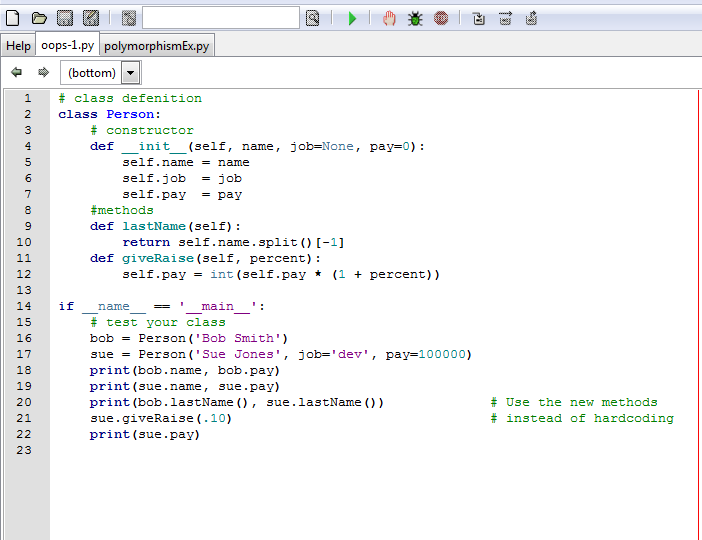 Help oops-1.py polymorphismEx.py
(bottom)
1 # class defenition
2 class Person:
3     # constructor
4     def __init__(self, name, job=None, pay=0):
5         self.name = name
6         self.job  = job
7         self.pay  = pay
8     #methods
9     def lastName(self):
10         return self.name.split()[-1]
11     def giveRaise(self, percent):
12         self.pay = int(self.pay * (1 + percent))
13
14 if __name__ == '__main__':
15     # test your class
16     bob = Person('Bob Smith')
17     sue = Person('Sue Jones', job='dev', pay=100000)
18     print(bob.name, bob.pay)
19     print(sue.name, sue.pay)
20     print(bob.lastName(), sue.lastName())             # Use the new methods
21     sue.giveRaise(.10)                                # instead of hardcoding
22     print(sue.pay)
23